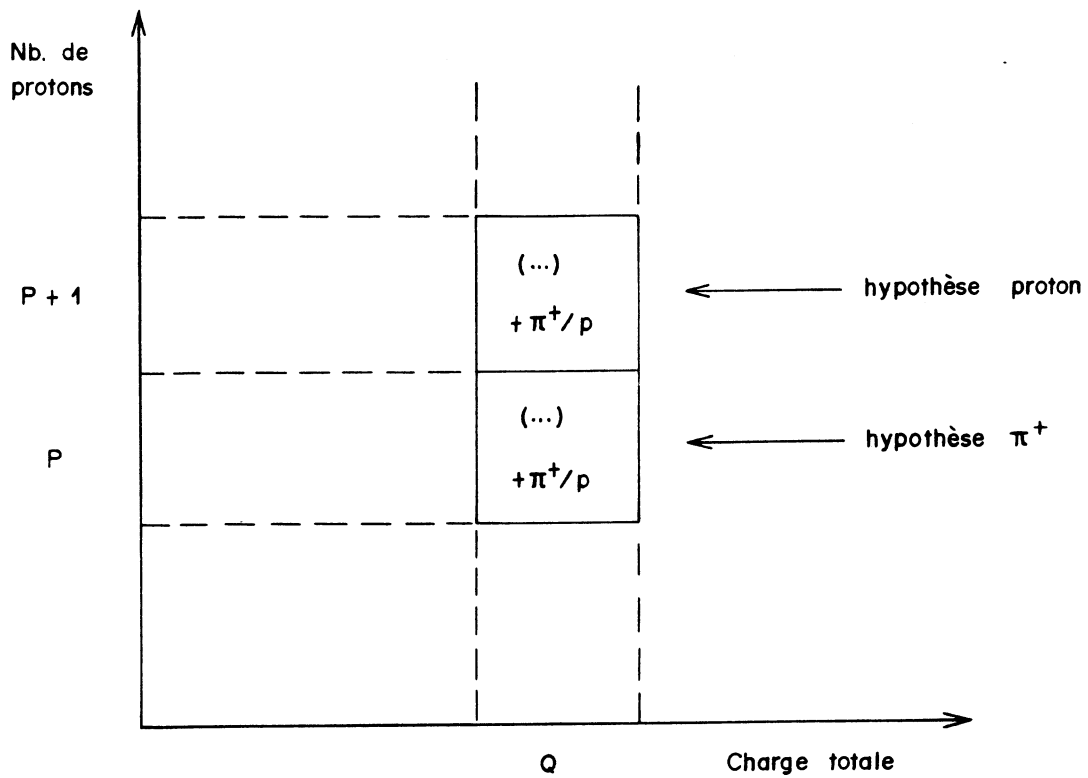 Nb. de
protons
(...)
+ π⁺/p
P + 1
hypothèse proton
(...)
+ π⁺/p
P
hypothèse π⁺
Q
Charge totale